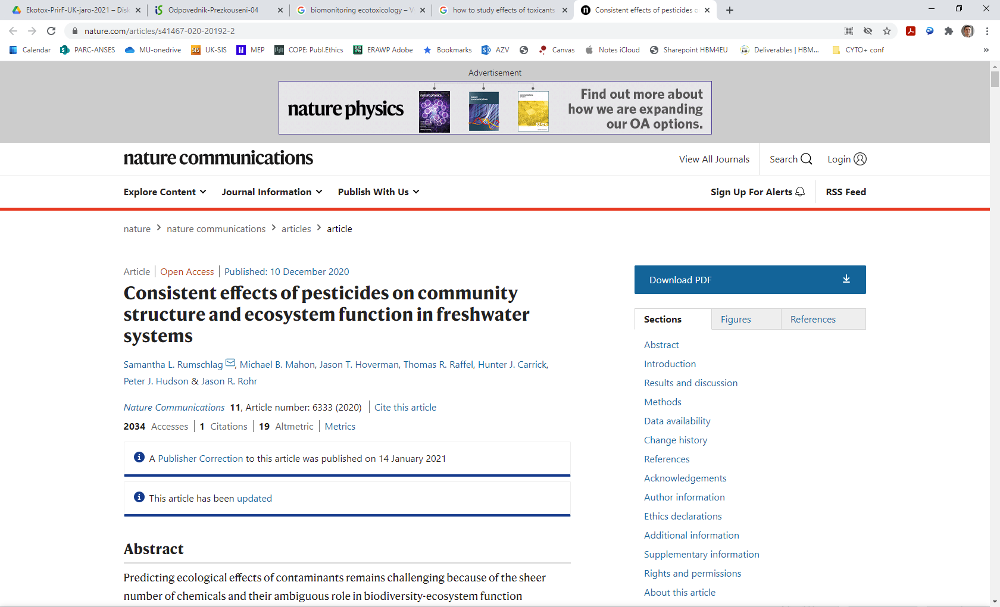 Ekotox-PrirF-UK-jaro-2021 – Disk
Odpovednik-Prezkouseni-04
biomonitoring ecotoxicology – V
how to study effects of toxicants
Consistent effects of pesticides o
nature.com/articles/s41467-020-20192-2
Calendar PARC-ANSES MU-onedrive UK-SIS MEP COPE: Publ.Ethics ERAWP Adobe Bookmarks AZV Canvas Notes iCloud Sharepoint HBM4EU Deliverables | HBM... CYTO+ conf »
Advertisement
nature physics
Find out more about
how we are expanding
our OA options.
nature communications
View All Journals Search Login
Explore Content Journal Information Publish With Us
Sign Up For Alerts RSS Feed
nature > nature communications > articles > article
Article | Open Access | Published: 10 December 2020
Consistent effects of pesticides on community
structure and ecosystem function in freshwater
systems
Samantha L. Rumschlag, Michael B. Mahon, Jason T. Hoverman, Thomas R. Raffel, Hunter J. Carrick,
Peter J. Hudson & Jason R. Rohr
Nature Communications 11, Article number: 6333 (2020) | Cite this article
2034 Accesses | 1 Citations | 19 Altmetric | Metrics
A Publisher Correction to this article was published on 14 January 2021
This article has been updated
Abstract
Predicting ecological effects of contaminants remains challenging because of the sheer
number of chemicals and their ambiguous role in biodiversity-ecosystem function
Download PDF
Sections Figures References
Abstract
Introduction
Results and discussion
Methods
Data availability
Change history
References
Acknowledgements
Author information
Ethics declarations
Additional information
Supplementary information
Rights and permissions
About this article